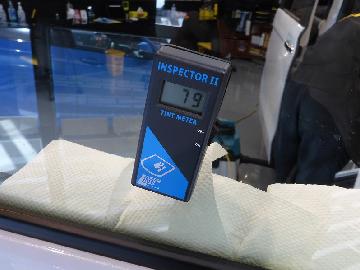 INSPECTOR II
79
TINT METER